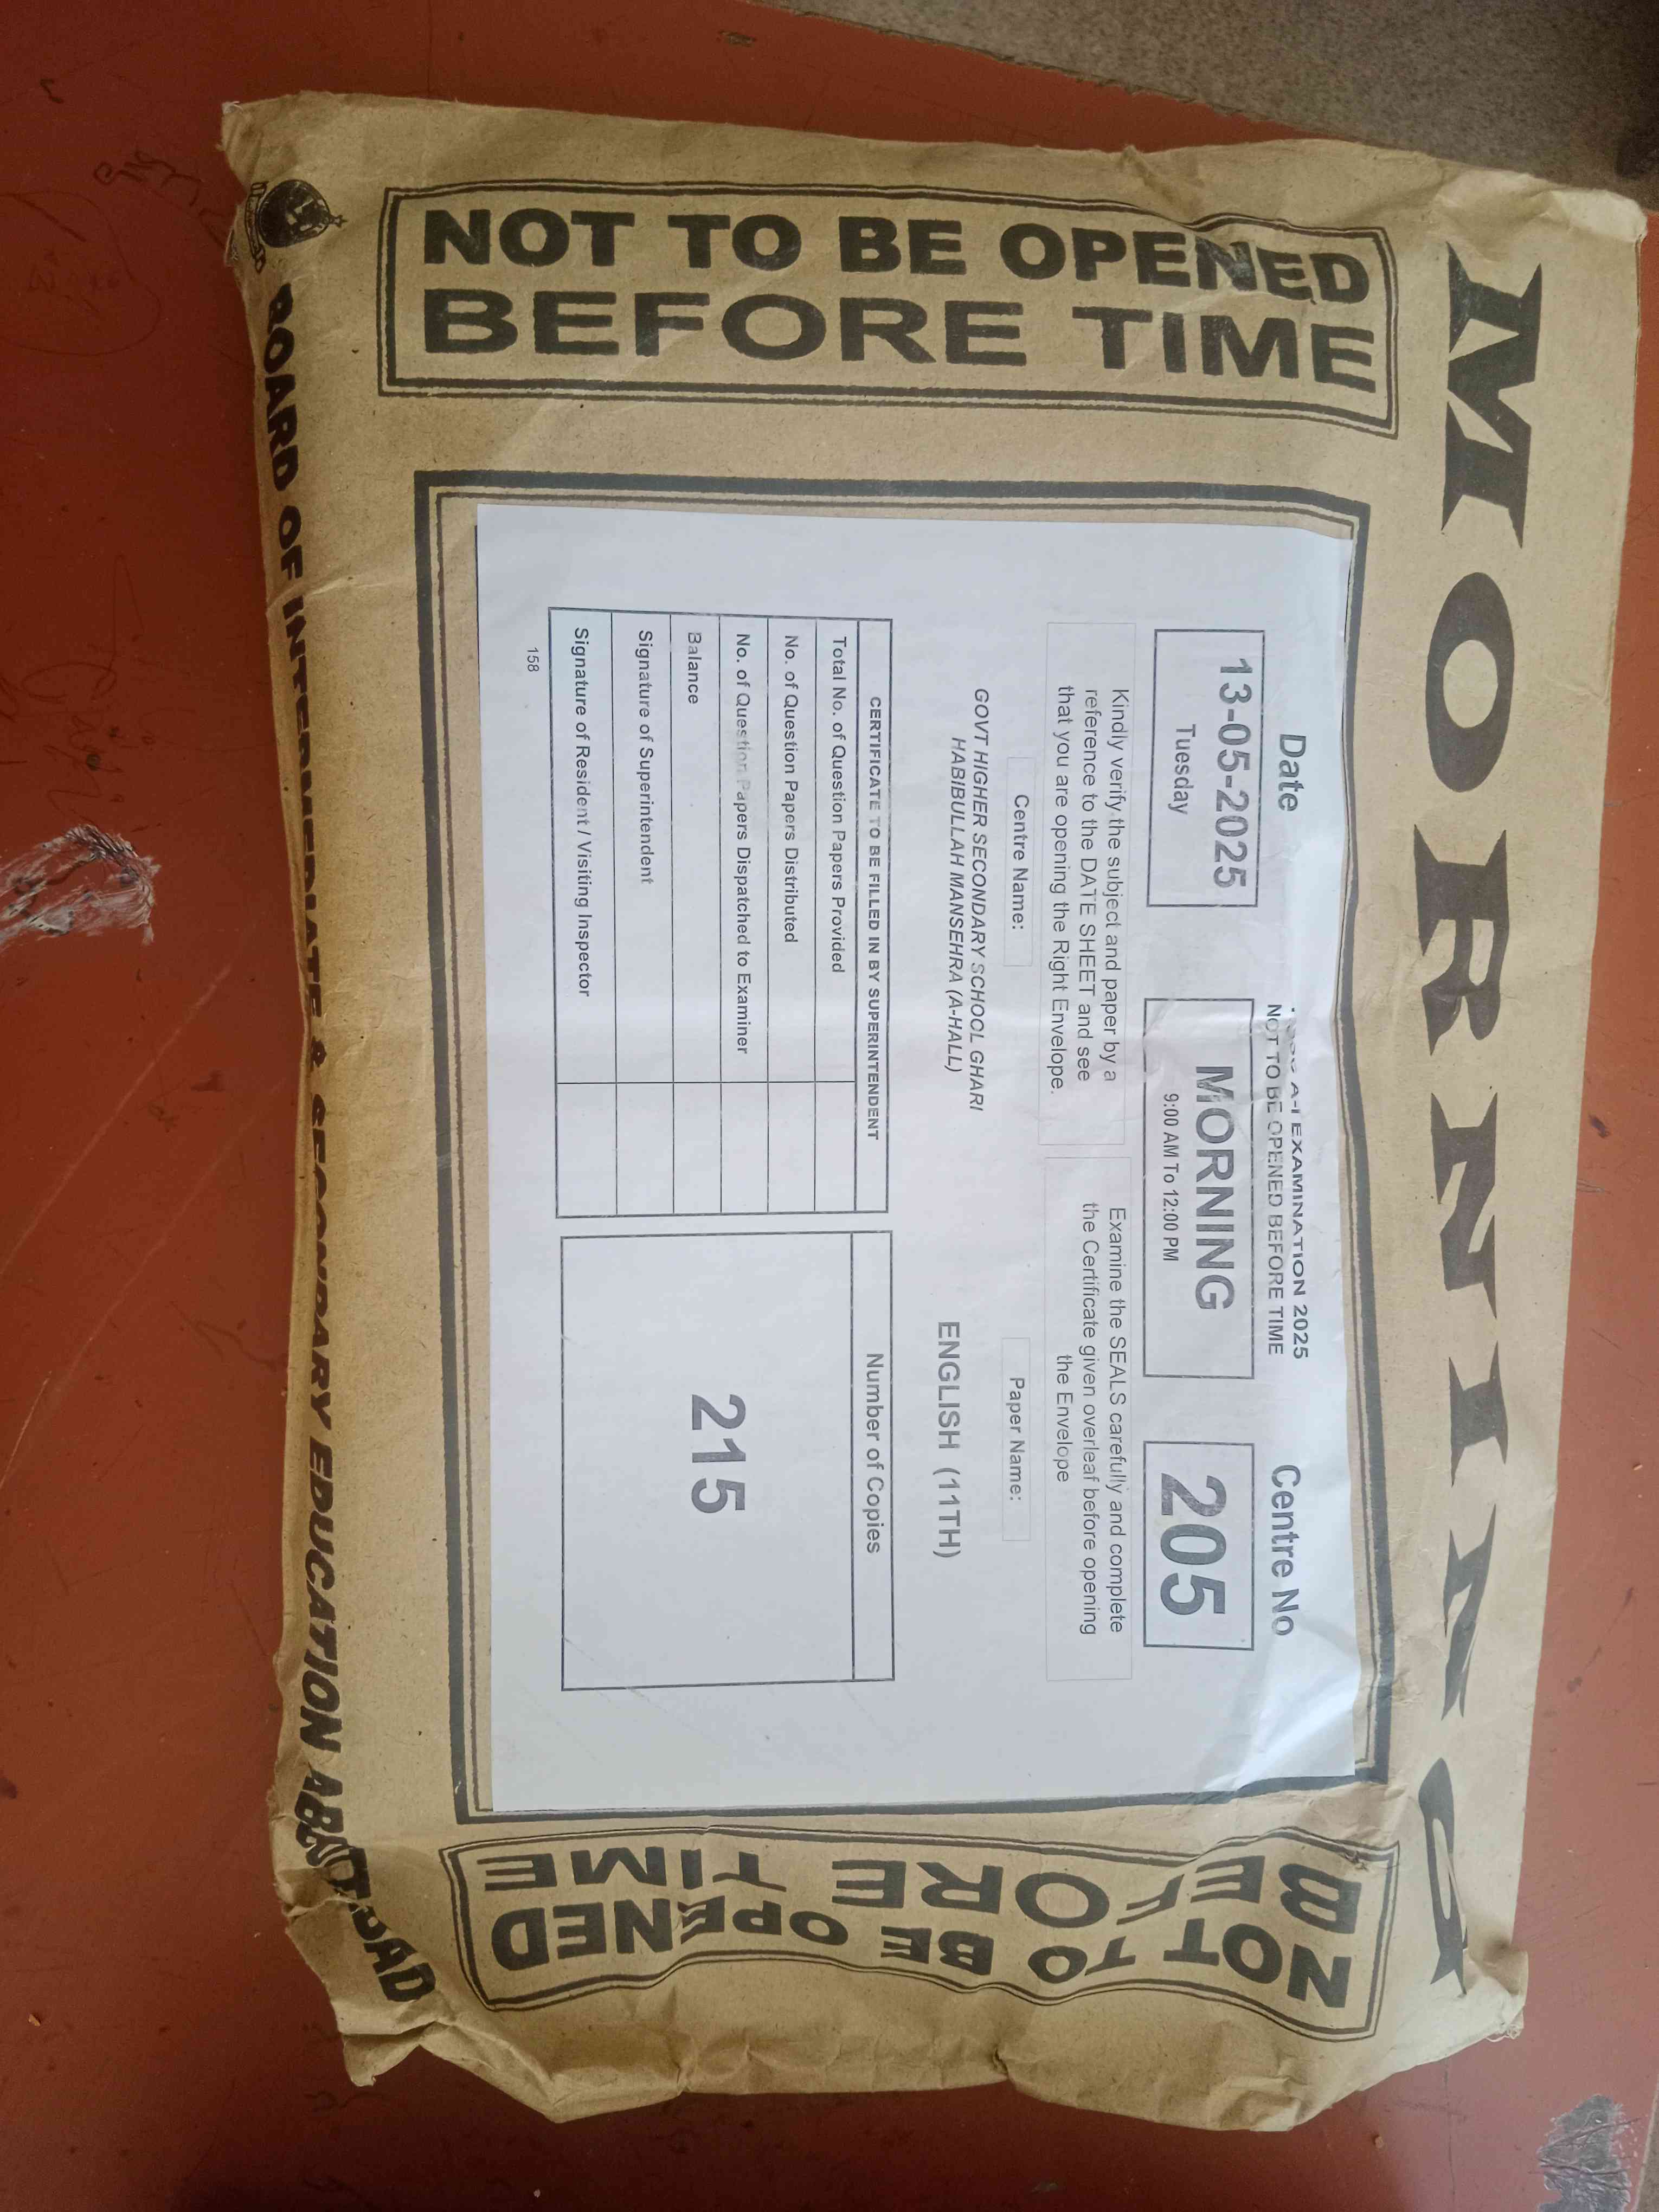 MORNING
NOT TO BE OPENED
BEFORE TIME
Date
A-I EXAMINATION 2025
NOT TO BE OPENED BEFORE TIME
Centre No
13-05-2025
Tuesday
MORNING
9:00 AM To 12:00 PM
205
Kindly verify the subject and paper by a
reference to the DATE SHEET and see
that you are opening the Right Envelope.
Examine the SEALS carefully and complete
the Certificate given overleaf before opening
the Envelope
Centre Name:
GOVT HIGHER SECONDARY SCHOOL GHARI
HABIBULLAH MANSEHRA (A-HALL)
Paper Name:
ENGLISH (11TH)
CERTIFICATE TO BE FILLED IN BY SUPERINTENDENT
Total No. of Question Papers Provided
No. of Question Papers Distributed
No. of Question Papers Dispatched to Examiner
Balance
Signature of Superintendent
Signature of Resident / Visiting Inspector
Number of Copies
215
158
NOT TO BE OPENED
BEFORE TIME
BOARD OF INTERMEDIATE & SECONDARY EDUCATION